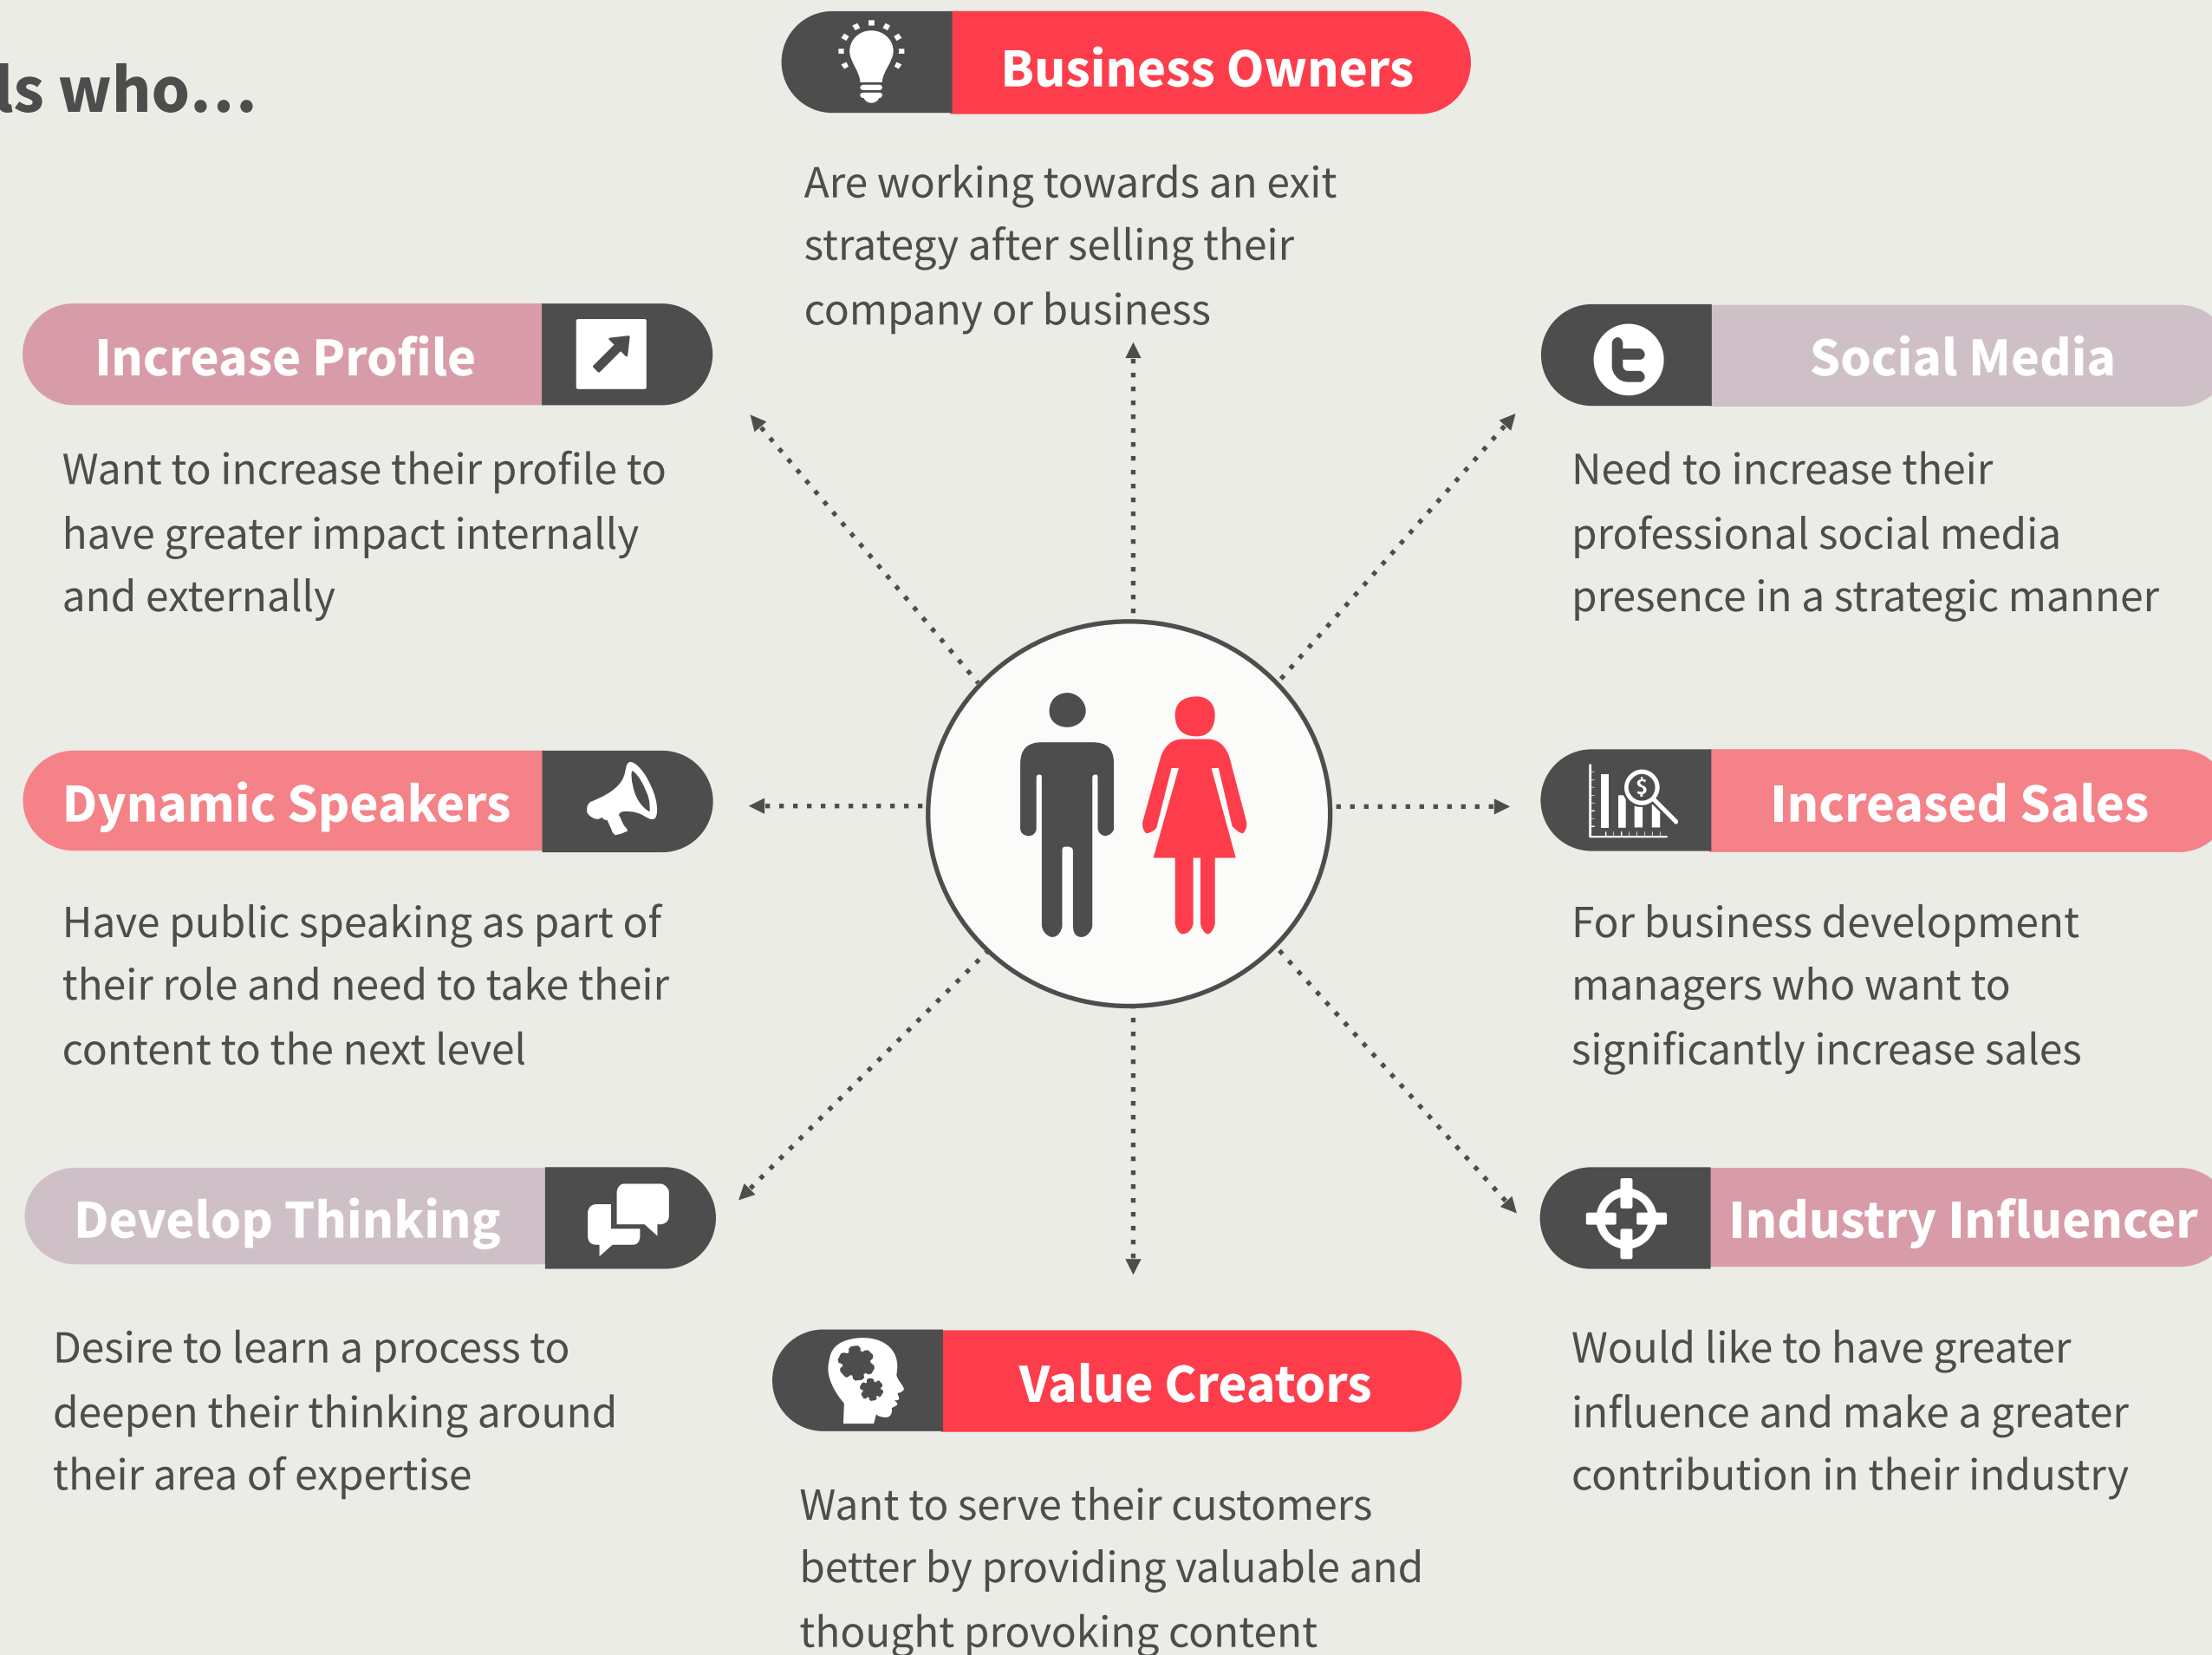 ls who...
Business Owners
Are working towards an exit
strategy after selling their
company or business
Increase Profile
Want to increase their profile to
have greater impact internally
and externally
Social Media
Need to increase their
professional social media
presence in a strategic manner
Dynamic Speakers
Have public speaking as part of
their role and need to take their
content to the next level
Increased Sales
For business development
managers who want to
significantly increase sales
Develop Thinking
Desire to learn a process to
deepen their thinking around
their area of expertise
Value Creators
Want to serve their customers
better by providing valuable and
thought provoking content
Industry Influencer
Would like to have greater
influence and make a greater
contribution in their industry